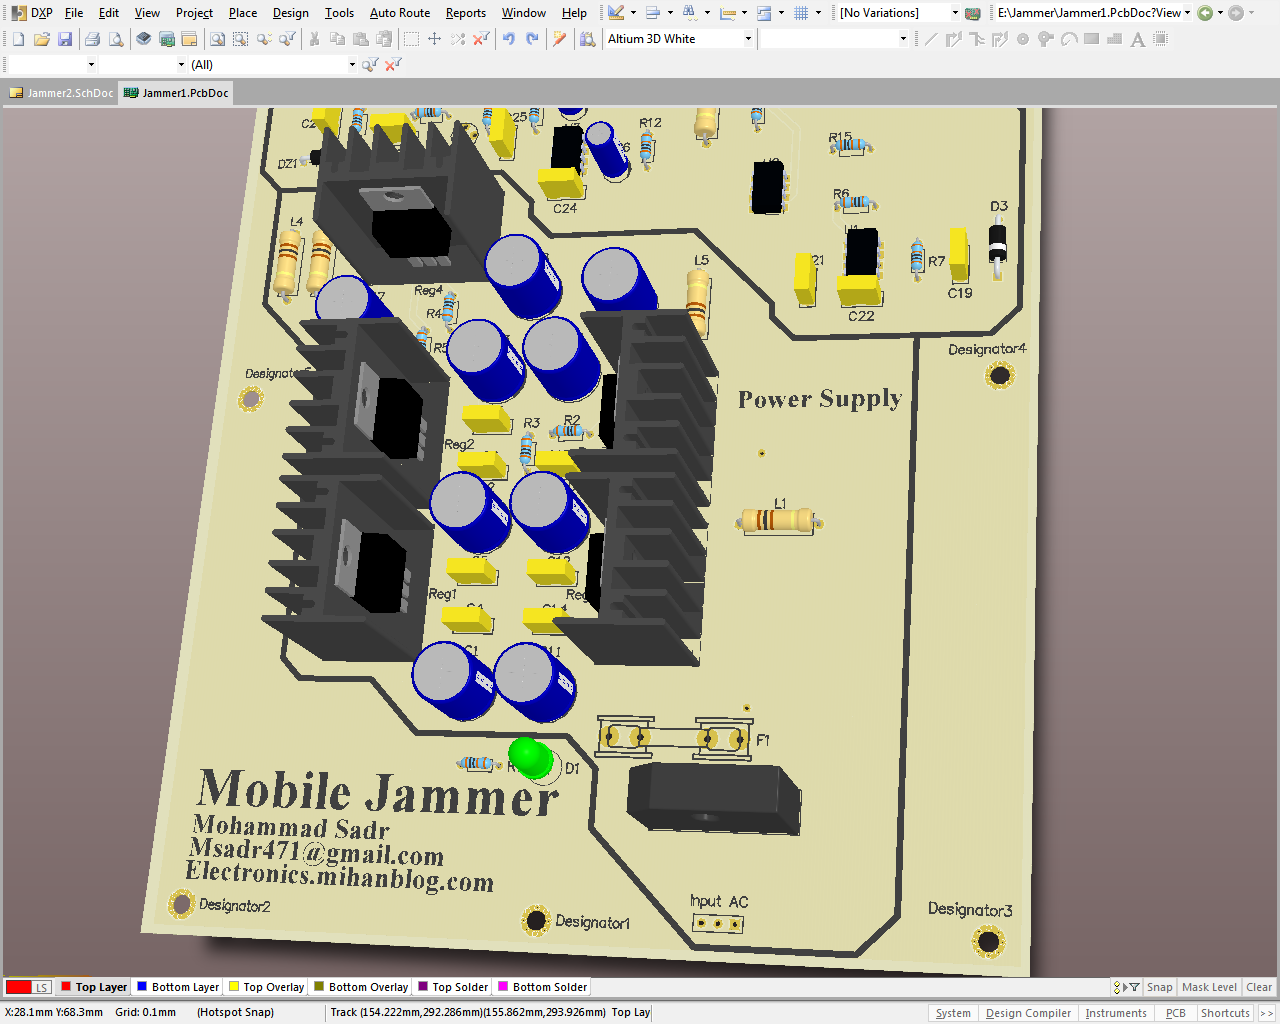 DXP File Edit View Project Place Design Tools Auto Route Reports Window Help [No Variations] E:\Jammer\Jammer1.PcbDoc?View
Altium 3D White
(All)
Jammer2.SchDoc Jammer1.PcbDoc
R12
R15
DZ1
R6
C24
D3
L4
L5
R7
C19
C22
Reg4
R4
Designator4
Power Supply
R3
R2
Reg2
L1
Reg1
F1
D1
Mobile Jammer
Mohammad Sadr
Msadr471@gmail.com
Electronics.mihanblog.com
Input AC
Designator2
Designator1
Designator3
LS Top Layer Bottom Layer Top Overlay Bottom Overlay Top Solder Bottom Solder Snap Mask Level Clear
X:28.1mm Y:68.3mm Grid: 0.1mm (Hotspot Snap) Track (154.222mm,292.286mm)(155.862mm,293.926mm) Top Lay System Design Compiler Instruments PCB Shortcuts >>